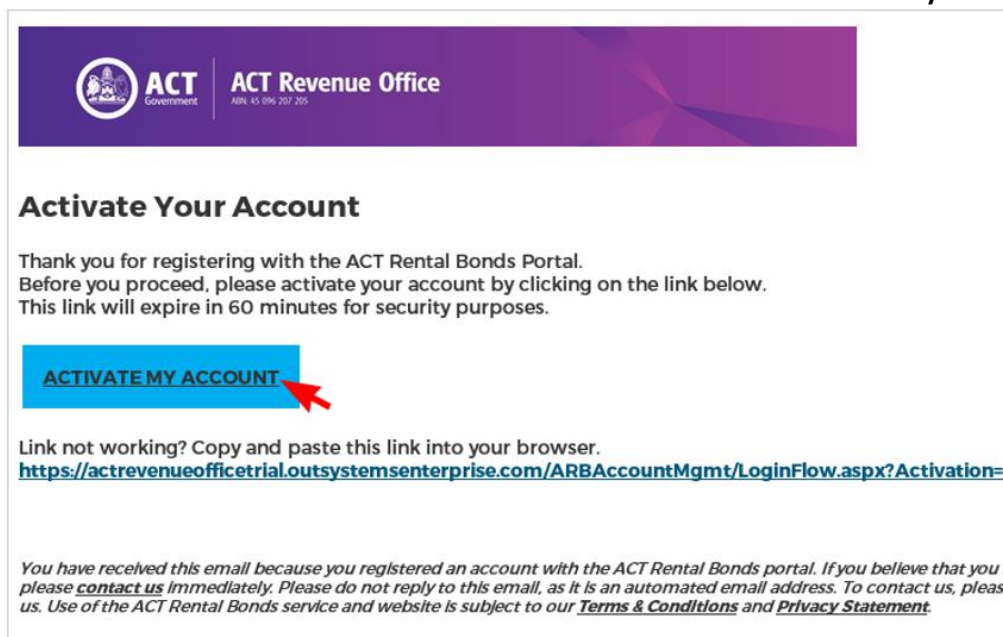 ACT
Government
ACT Revenue Office
ABN: 45 096 207 205
Activate Your Account
Thank you for registering with the ACT Rental Bonds Portal.
Before you proceed, please activate your account by clicking on the link below.
This link will expire in 60 minutes for security purposes.
ACTIVATE MY ACCOUNT
Link not working? Copy and paste this link into your browser.
https://actrevenueofficetrial.outsystemsenterprise.com/ARBAccountMgmt/LoginFlow.aspx?Activation=
You have received this email because you registered an account with the ACT Rental Bonds portal. If you believe that you
please contact us immediately. Please do not reply to this email, as it is an automated email address. To contact us, pleas
us. Use of the ACT Rental Bonds service and website is subject to our Terms & Conditions and Privacy Statement.